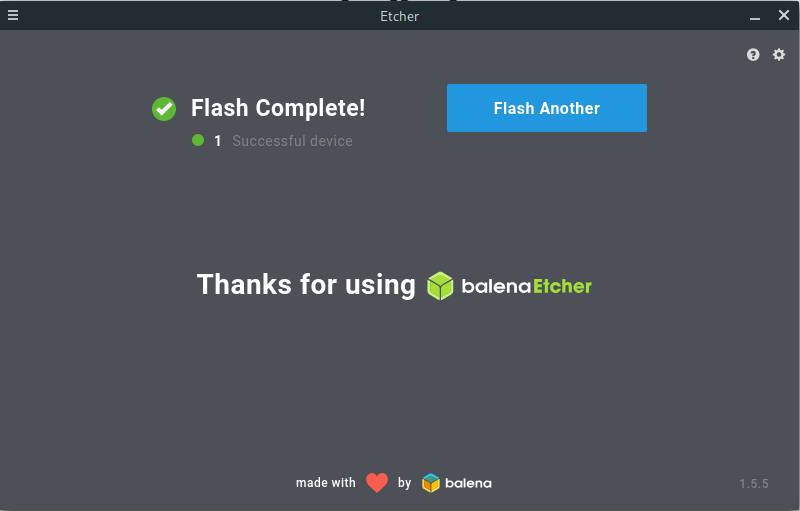 Etcher
Flash Complete!
Flash Another
1 Successful device
Thanks for using balenaEtcher
made with by balena
1.5.5